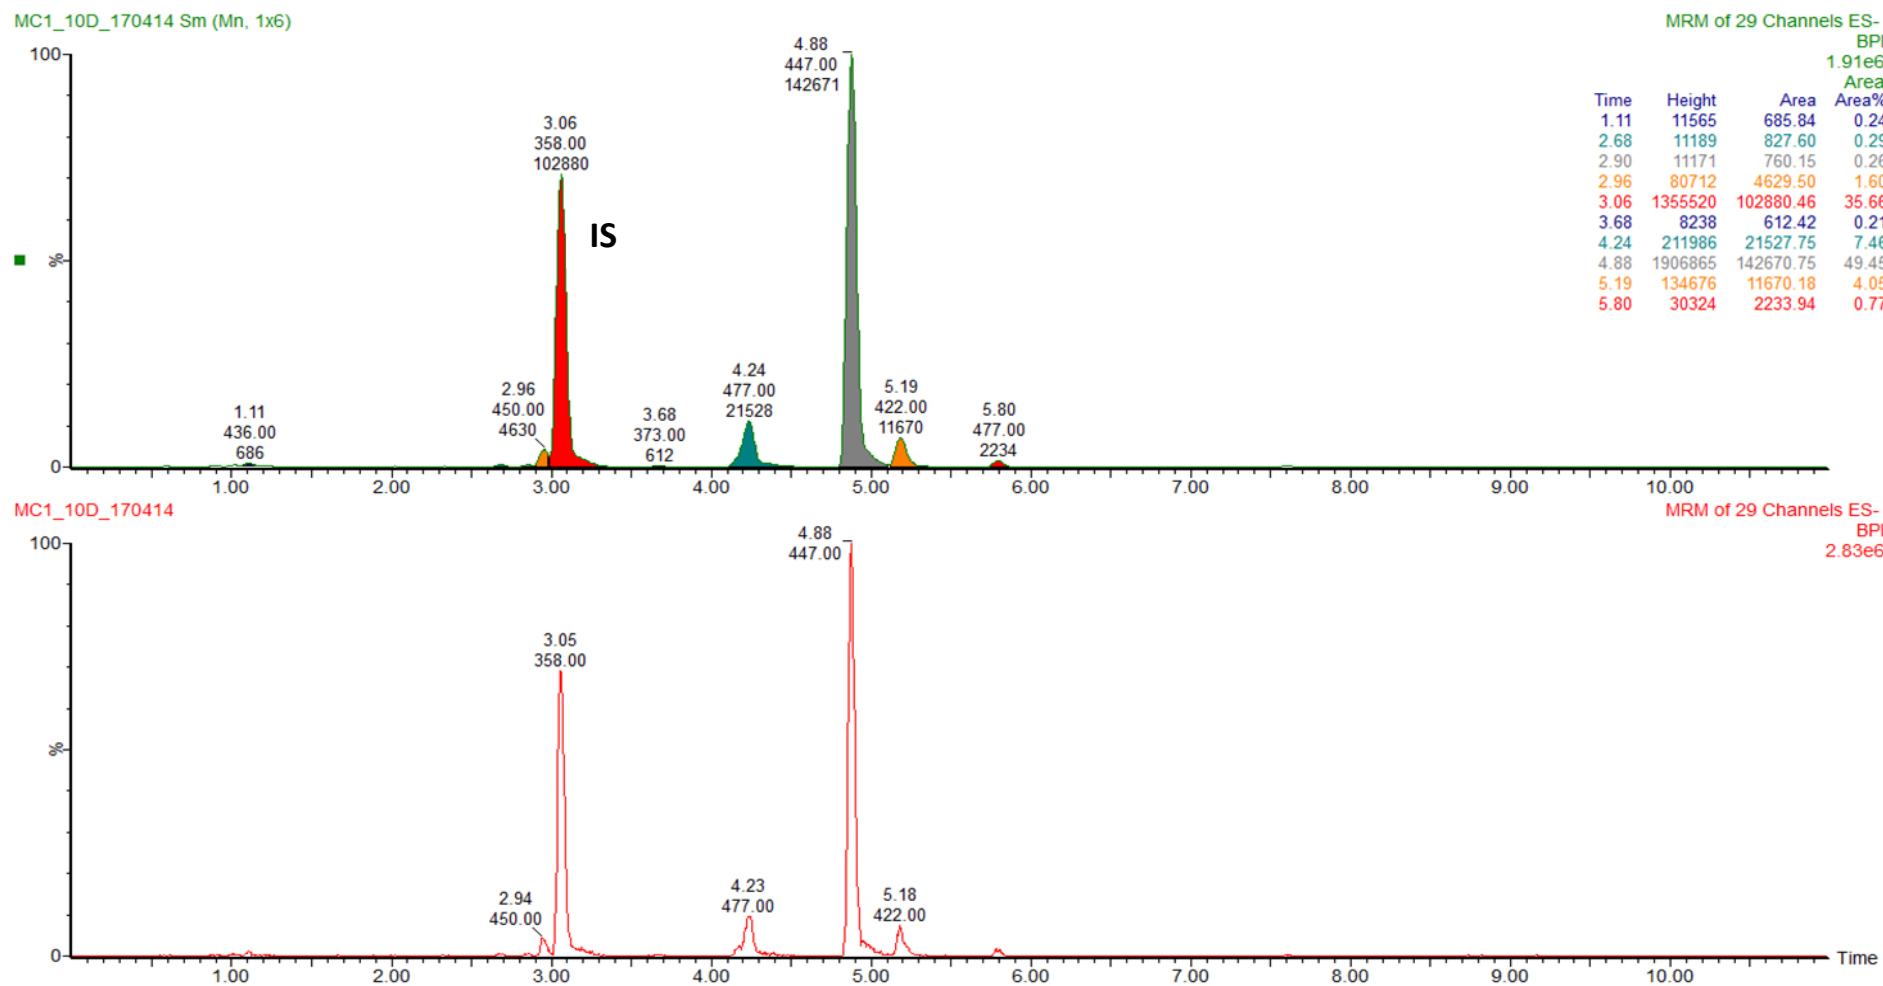 MC1_10D_170414 Sm (Mn, 1x6)
MRM of 29 Channels ES-
BPI
1.91e6
Area
Time Height Area Area%
1.11 11565 685.84 0.24
2.68 11189 827.60 0.29
2.90 11171 760.15 0.26
2.96 80712 4629.50 1.60
3.06 1355520 102880.46 35.66
3.68 8238 612.42 0.21
4.24 211986 21527.75 7.46
4.88 1906865 142670.75 49.45
5.19 134676 11670.18 4.05
5.80 30324 2233.94 0.77
100
%
0
1.11
436.00
686
2.96
450.00
4630
3.06
358.00
102880
IS
3.68
373.00
612
4.24
477.00
21528
4.88
447.00
142671
5.19
422.00
11670
5.80
477.00
2234
1.00 2.00 3.00 4.00 5.00 6.00 7.00 8.00 9.00 10.00
MC1_10D_170414
MRM of 29 Channels ES-
BPI
2.83e6
100
%
0
2.94
450.00
3.05
358.00
4.23
477.00
4.88
447.00
5.18
422.00
Time
1.00 2.00 3.00 4.00 5.00 6.00 7.00 8.00 9.00 10.00